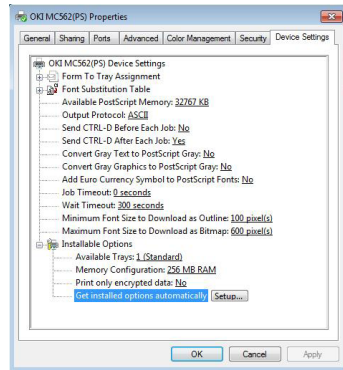 OKI MC562(PS) Properties
General Sharing Ports Advanced Color Management Security Device Settings
OKI MC562(PS) Device Settings
Form To Tray Assignment
Font Substitution Table
Available PostScript Memory: 32767 KB
Output Protocol: ASCII
Send CTRL-D Before Each Job: No
Send CTRL-D After Each Job: Yes
Convert Gray Text to PostScript Gray: No
Convert Gray Graphics to PostScript Gray: No
Add Euro Currency Symbol to PostScript Fonts: No
Job Timeout: 0 seconds
Wait Timeout: 300 seconds
Minimum Font Size to Download as Outline: 100 pixel(s)
Maximum Font Size to Download as Bitmap: 600 pixel(s)
Installable Options
Available Trays: 1 (Standard)
Memory Configuration: 256 MB RAM
Print only encrypted data: No
Get installed options automatically Setup...
OK Cancel Apply